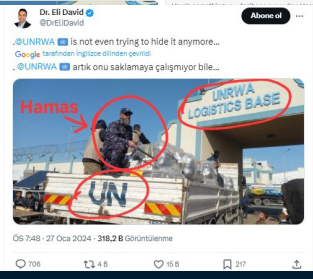 Dr. Eli David
@DrEliDavid
Abone ol
.@UNRWA is not even trying to hide it anymore...
Google tarafından İngilizce dilinden çevrildi
. @UNRWA artık onu saklamaya çalışmıyor bile...
Hamas
UNRWA
LOGISTICS BASE
UN
ÖS 7:48 · 27 Oca 2024 · 318,2 B Görüntülenme
706
4 B
15 B
217